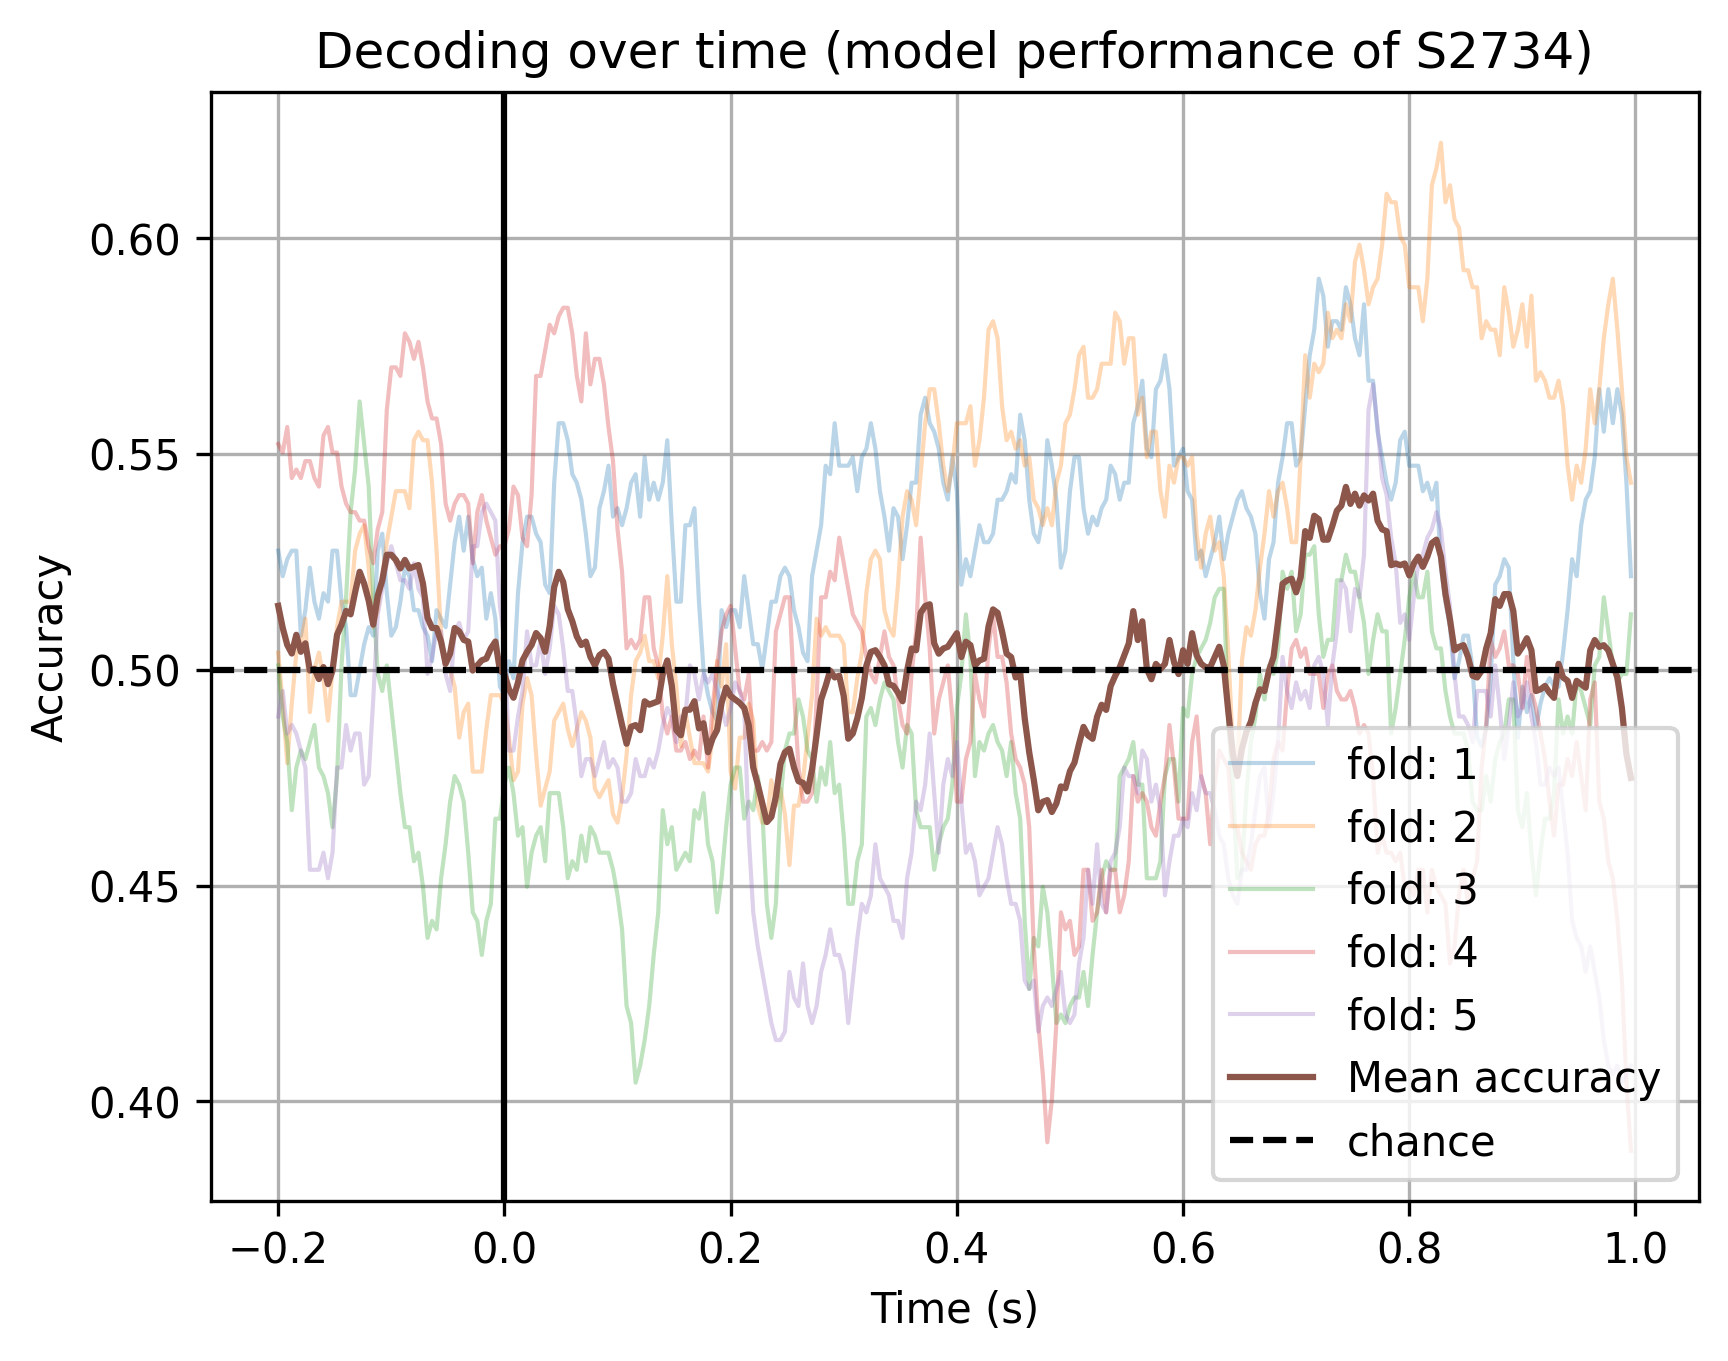 Decoding over time (model performance of S2734)
Accuracy
0.60
0.55
0.50
0.45
0.40
fold: 1
fold: 2
fold: 3
fold: 4
fold: 5
Mean accuracy
chance
−0.2 0.0 0.2 0.4 0.6 0.8 1.0
Time (s)